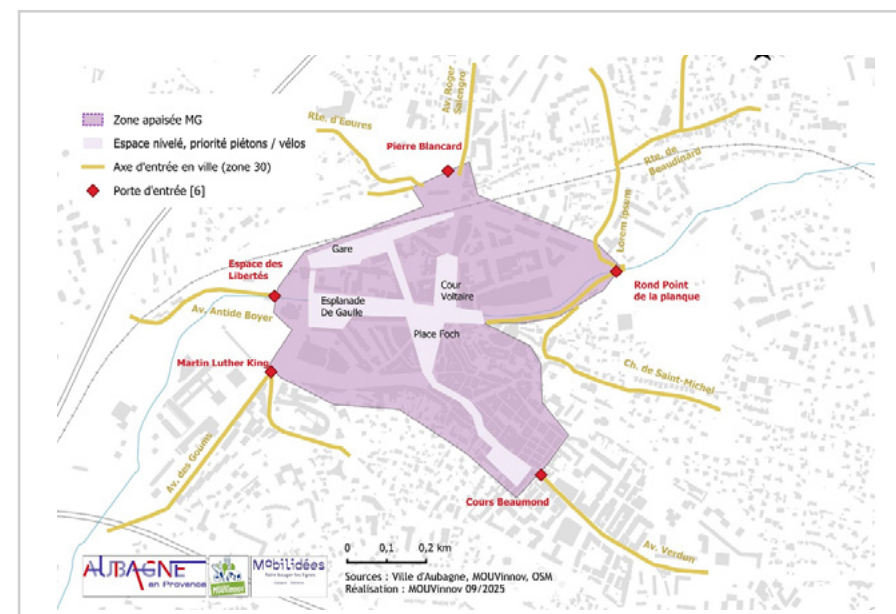 Zone apaisée MG
Espace nivelé, priorité piétons / vélos
Axe d'entrée en ville (zone 30)
Porte d'entrée [6]
Av. Roger
Salengro
Rte. d'Eoures
Pierre Blancard
Rte. de
Beaudinard
Lorem ipsum
Gare
Espace des
Libertés
Cour
Voltaire
Rond Point
de la planque
Esplanade
De Gaulle
Av. Antide Boyer
Place Foch
Martin Luther King
Ch. de Saint-Michel
Av. des Goums
Cours Beaumond
Av. Verdun
AUBAGNE
en Provence
MOUVinnov
Mobilidées
0 0,1 0,2 km
Sources : Ville d'Aubagne, MOUVinnov, OSM
Réalisation : MOUVinnov 09/2025